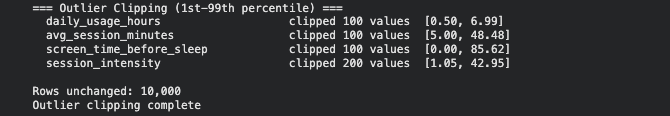 === Outlier Clipping (1st–99th percentile) ===
daily_usage_hours clipped 100 values [0.50, 6.99]
avg_session_minutes clipped 100 values [5.00, 48.48]
screen_time_before_sleep clipped 100 values [0.00, 85.62]
session_intensity clipped 200 values [1.05, 42.95]
Rows unchanged: 10,000
Outlier clipping complete